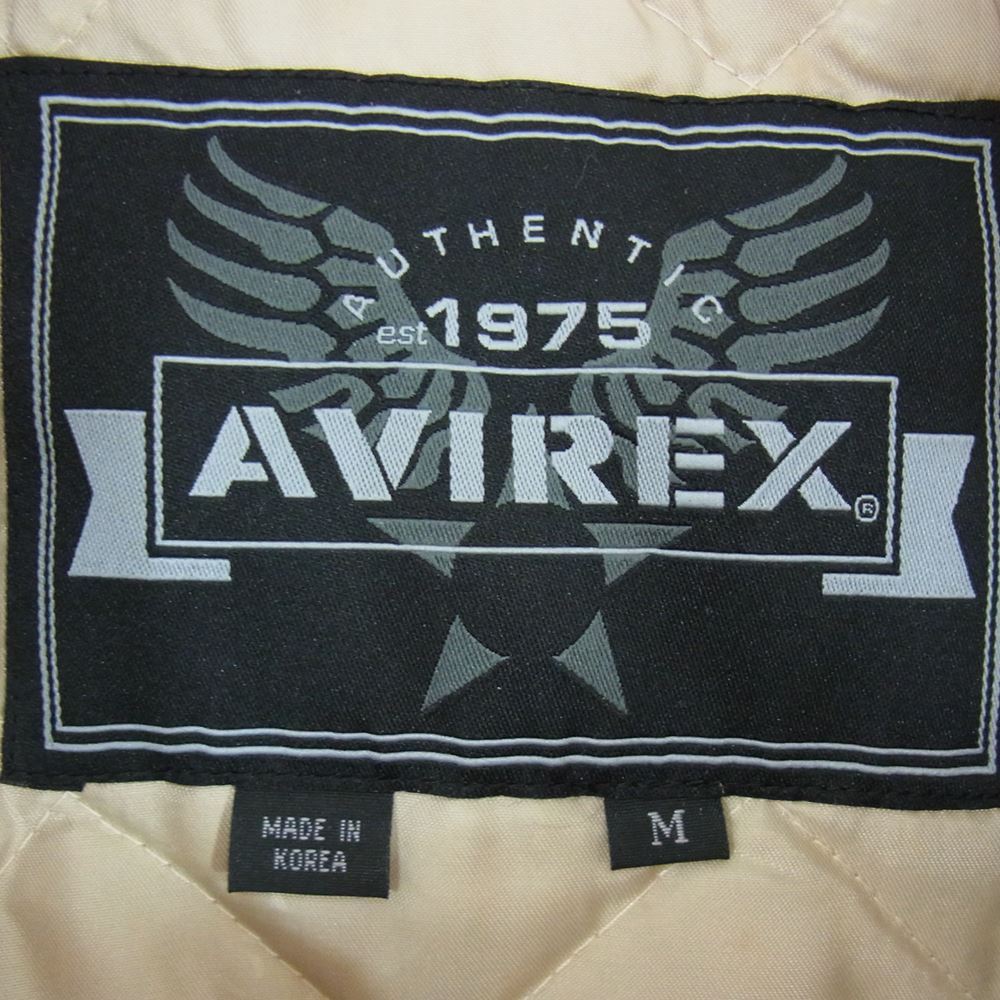 AUTHENTIC
est 1975
AVIREX®
MADE IN
KOREA
M